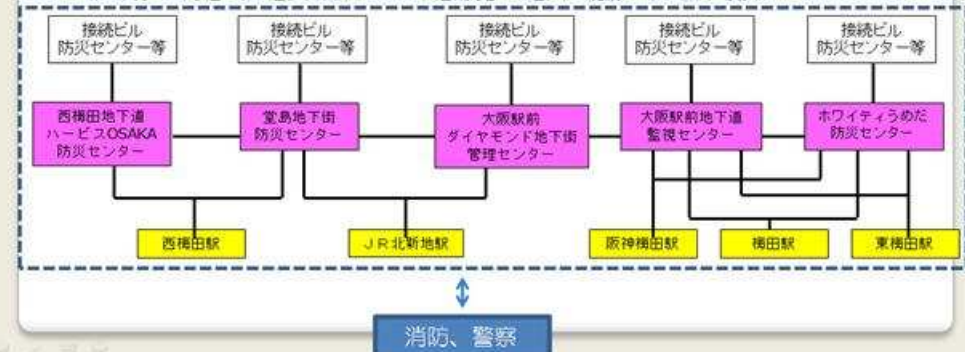 接続ビル
防災センター等
接続ビル
防災センター等
接続ビル
防災センター等
接続ビル
防災センター等
接続ビル
防災センター等
西梅田地下道
ハービスOSAKA
防災センター
堂島地下街
防災センター
大阪駅前
ダイヤモンド地下街
管理センター
大阪駅前地下道
監視センター
ホワイティうめだ
防災センター
西梅田駅
JR北新地駅
阪神梅田駅
梅田駅
東梅田駅
消防、警察